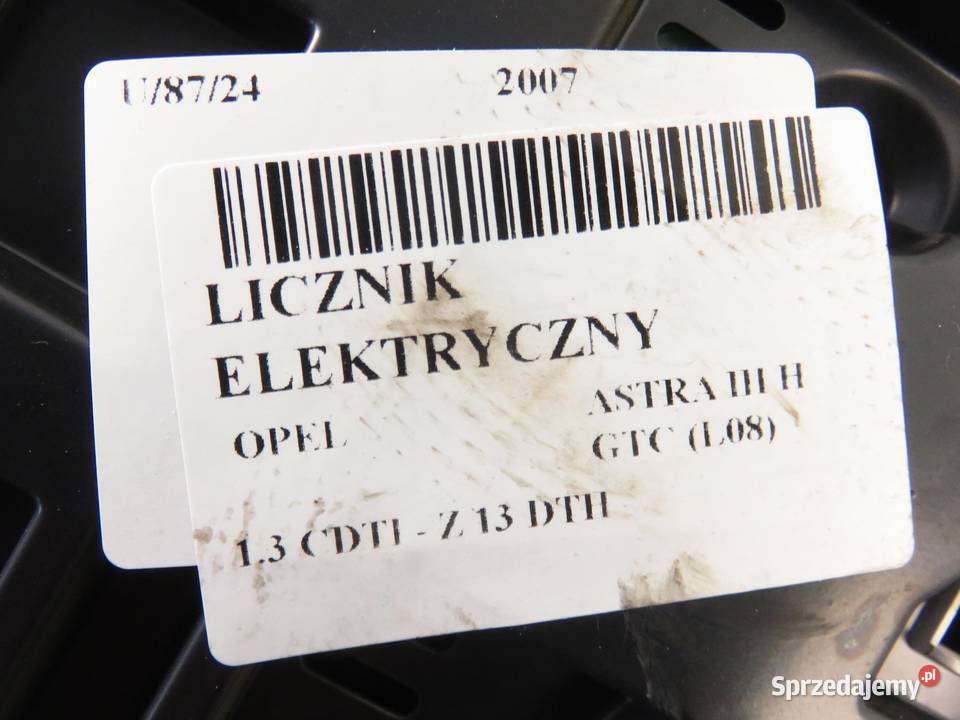 U/87/24 2007
LICZNIK
ELEKTRYCZNY
OPEL ASTRA III H
GTC (L08)
1.3 CDTI - Z 13 DTH
Sprzedajemy.pl